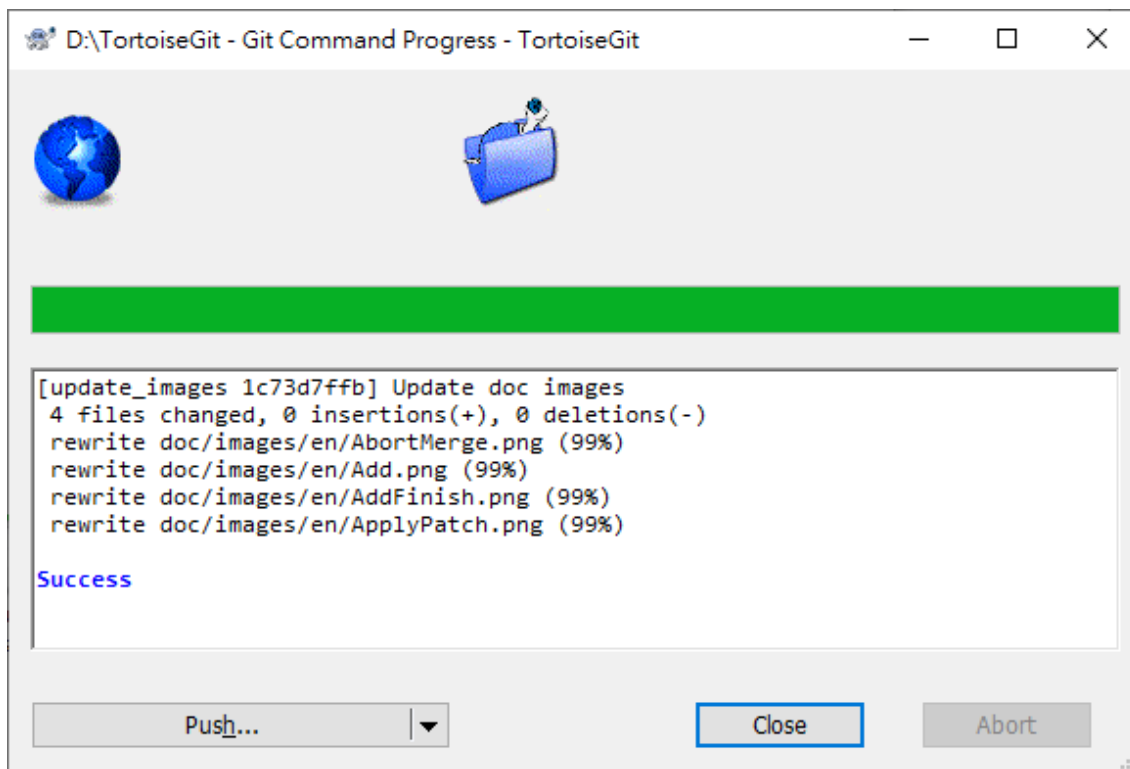 D:\TortoiseGit - Git Command Progress - TortoiseGit
[update_images 1c73d7ffb] Update doc images
4 files changed, 0 insertions(+), 0 deletions(-)
rewrite doc/images/en/AbortMerge.png (99%)
rewrite doc/images/en/Add.png (99%)
rewrite doc/images/en/AddFinish.png (99%)
rewrite doc/images/en/ApplyPatch.png (99%)
Success
Push... Close Abort